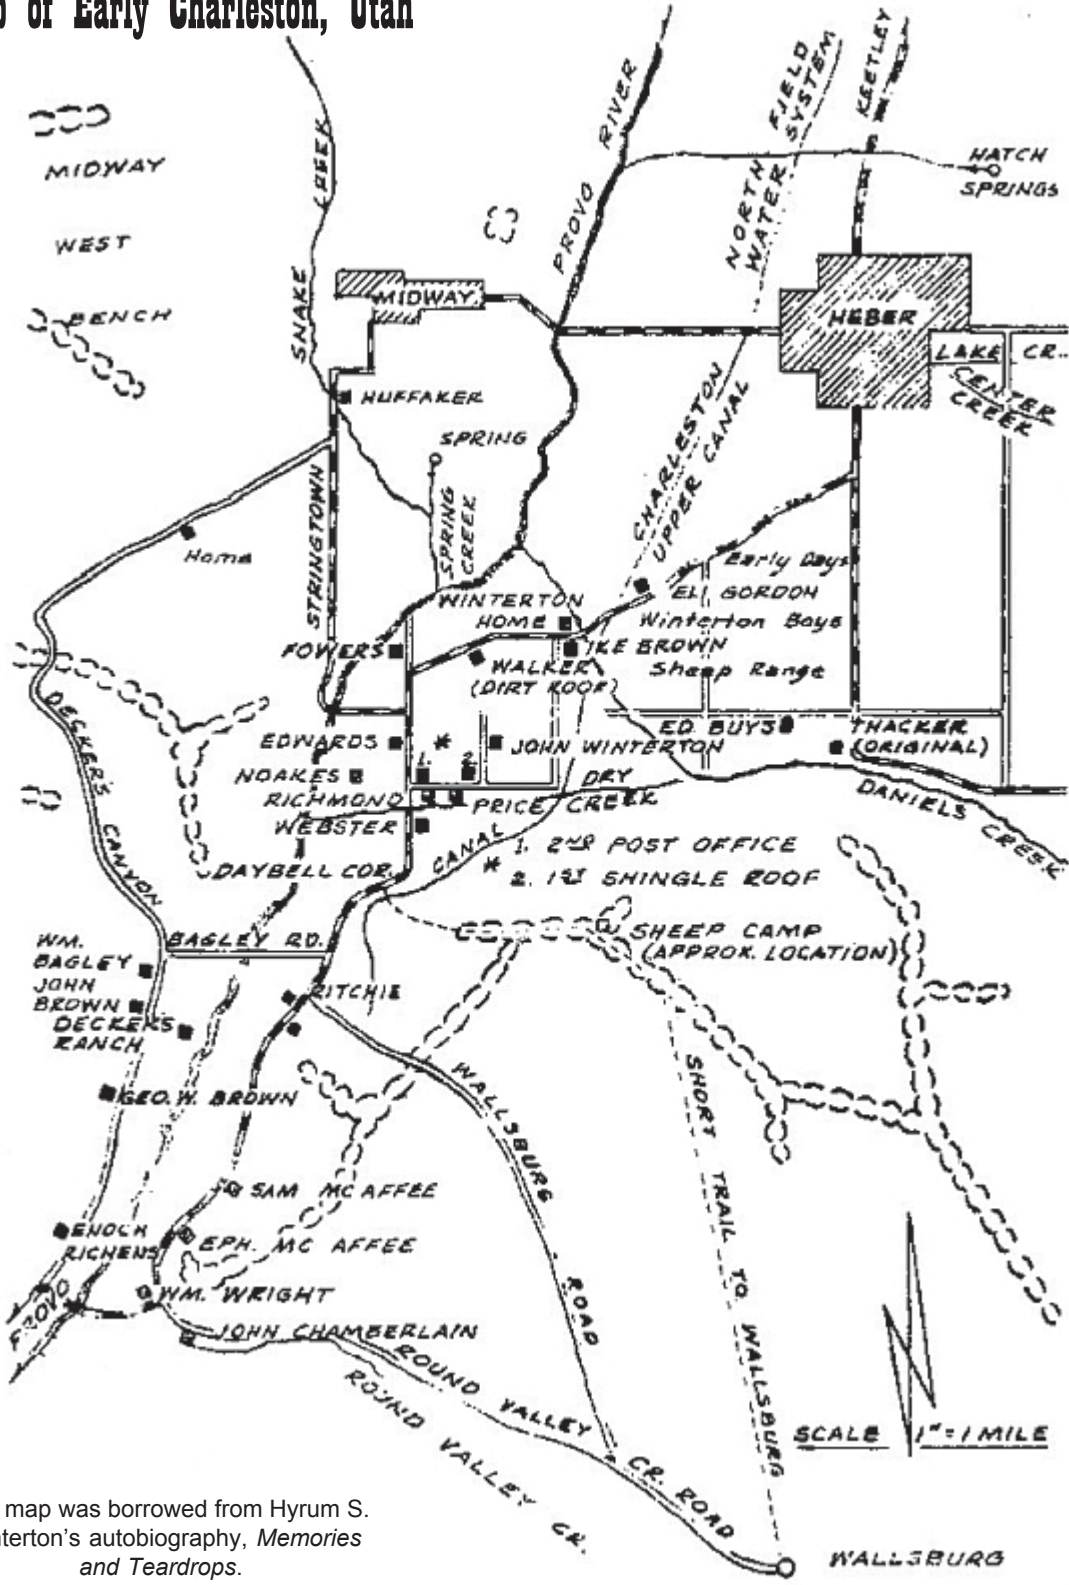 of Early Charleston, Utah
MIDWAY
WEST
BENCH
SNAKE CREEK
PROVO RIVER
NORTH FIELD
WATER SYSTEM
KEETLEY
HATCH
SPRINGS
MIDWAY
HEBER
LAKE CR..
CENTER
CREEK
HUFFAKER
SPRING
SPRING
CREEK
STRINGTOWN
CHARLESTON
UPPER CANAL
Home
Early Days
ELI GORDON
WINTERTON
HOME
Winterton Boys
Sheep Range
FOWERS
IKE BROWN
WALKER
(DIRT ROOF)
DECKER'S CANYON
EDWARDS
*
1.
2.
JOHN WINTERTON
ED BUYS
THACKER
(ORIGINAL)
NOAKES
RICHMOND
PRICE
DRY
CREEK
DANIELS CREEK
WEBSTER
CANAL
* 1. 2ND POST OFFICE
2. 1ST SHINGLE ROOF
DAYBELL COR.
SHEEP CAMP
(APPROX. LOCATION)
BAGLEY RD.
WM.
BAGLEY
JOHN
BROWN
DECKERS
RANCH
RITCHIE
GEO. W. BROWN
WALLSBURG ROAD
SHORT TRAIL TO WALLSBURG
SAM MC AFFEE
ENOCH
RICHENS
EPH. MC AFFEE
PROVO
WM. WRIGHT
JOHN CHAMBERLAIN
ROUND VALLEY CR. ROAD
ROUND VALLEY CR.
SCALE 1" = 1 MILE
WALLSBURG
map was borrowed from Hyrum S.
nterton's autobiography, Memories
and Teardrops.